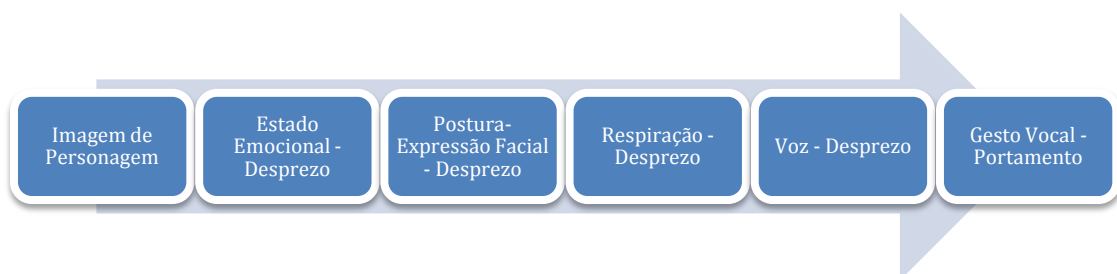 Imagem de
Personagem
Estado
Emocional -
Desprezo
Postura-
Expressão Facial
- Desprezo
Respiração -
Desprezo
Voz - Desprezo
Gesto Vocal -
Portamento